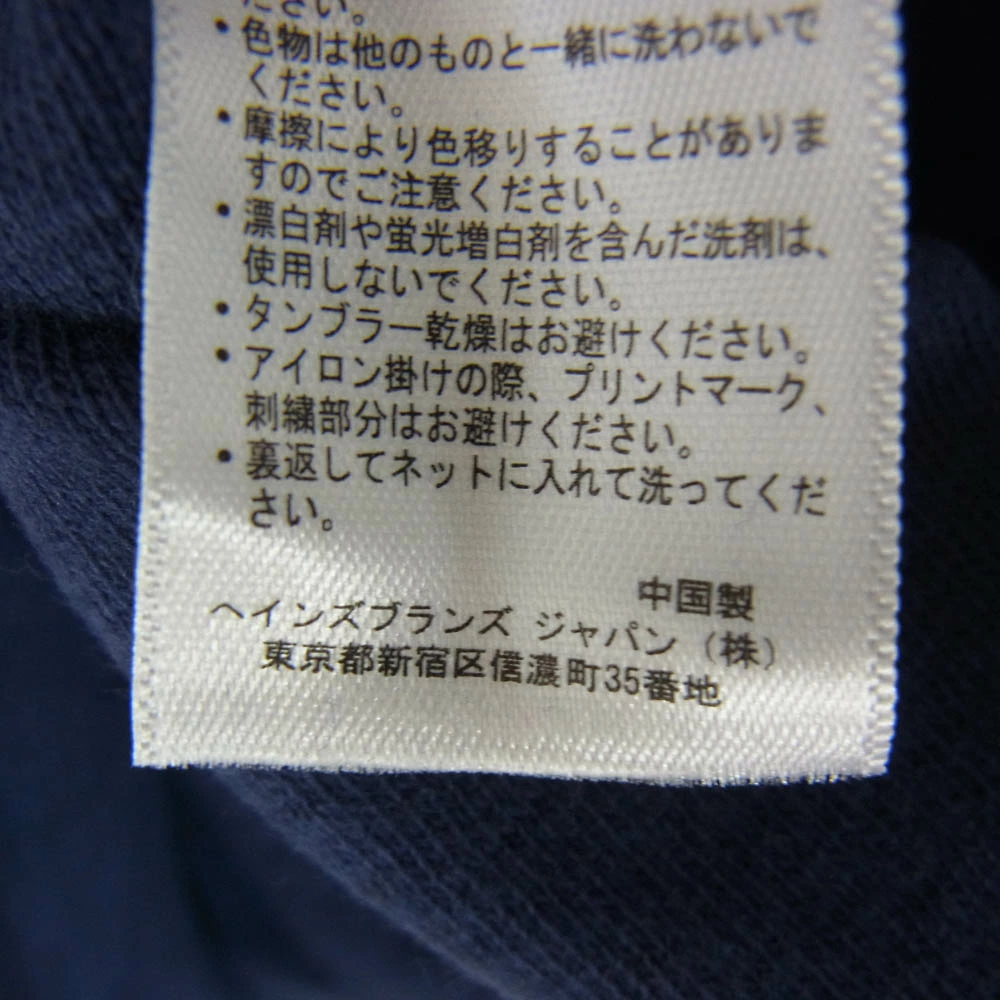 ださい。
・色物は他のものと一緒に洗わないで
ください。
・摩擦により色移りすることがありま
すのでご注意ください。
・漂白剤や蛍光増白剤を含んだ洗剤は、
使用しないでください。
・タンブラー乾燥はお避けください。
・アイロン掛けの際、プリントマーク、
刺繍部分はお避けください。
・裏返してネットに入れて洗ってくだ
さい。
中国製
ヘインズブランズ ジャパン(株)
東京都新宿区信濃町35番地